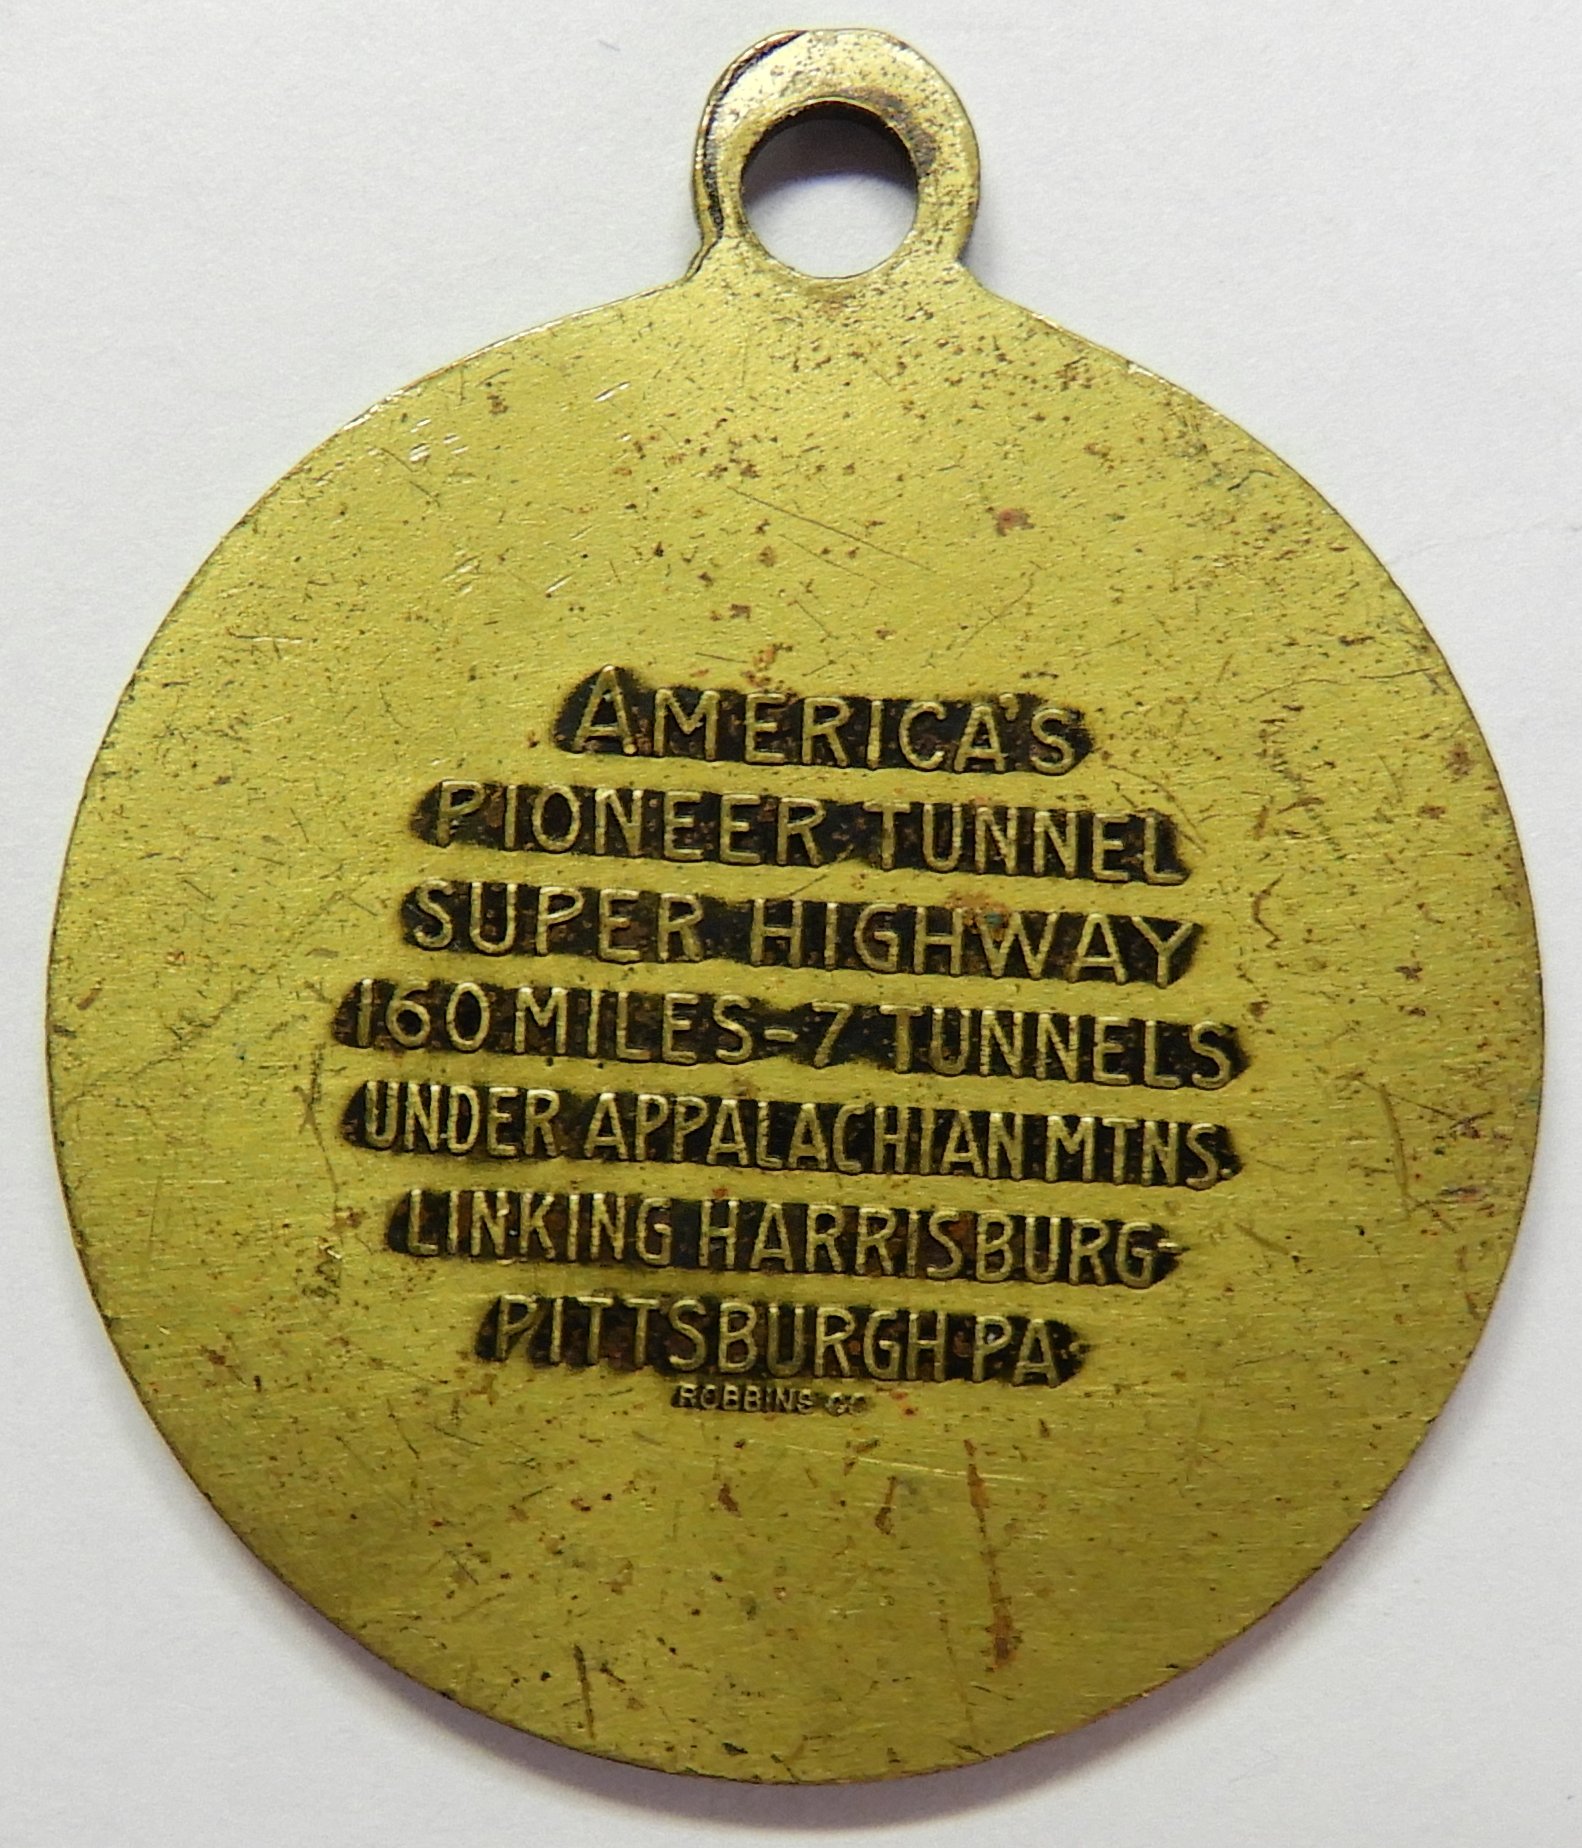 AMERICA'S
PIONEER TUNNEL
SUPER HIGHWAY
160 MILES-7 TUNNELS
UNDER APPALACHIAN MTNS.
LINKING HARRISBURG-
PITTSBURGH PA
ROBBINS CO